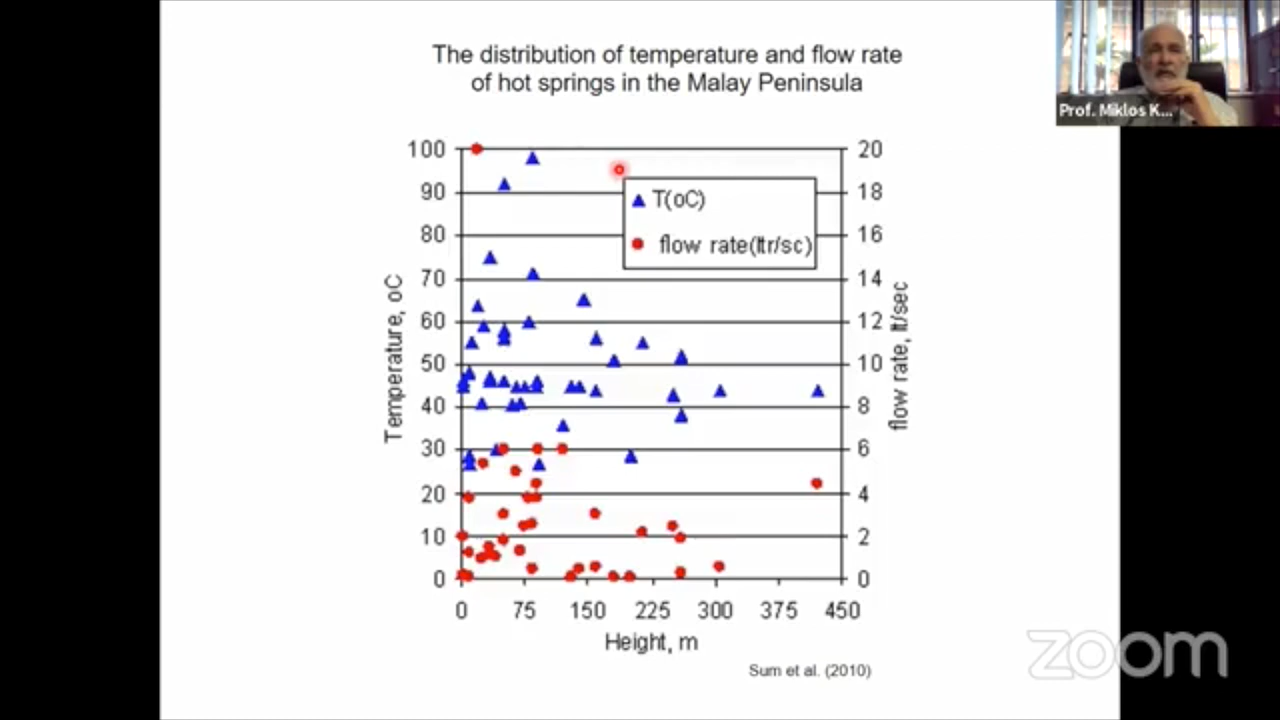 The distribution of temperature and flow rate
of hot springs in the Malay Peninsula
Prof. Miklos K...
100
90
80
70
60
50
40
30
20
10
0
Temperature, oC
T(oC)
flow rate(ltr/sc)
20
18
16
14
12
10
8
6
4
2
0
flow rate, lt/sec
0 75 150 225 300 375 450
Height, m
Sum et al. (2010)
zoom